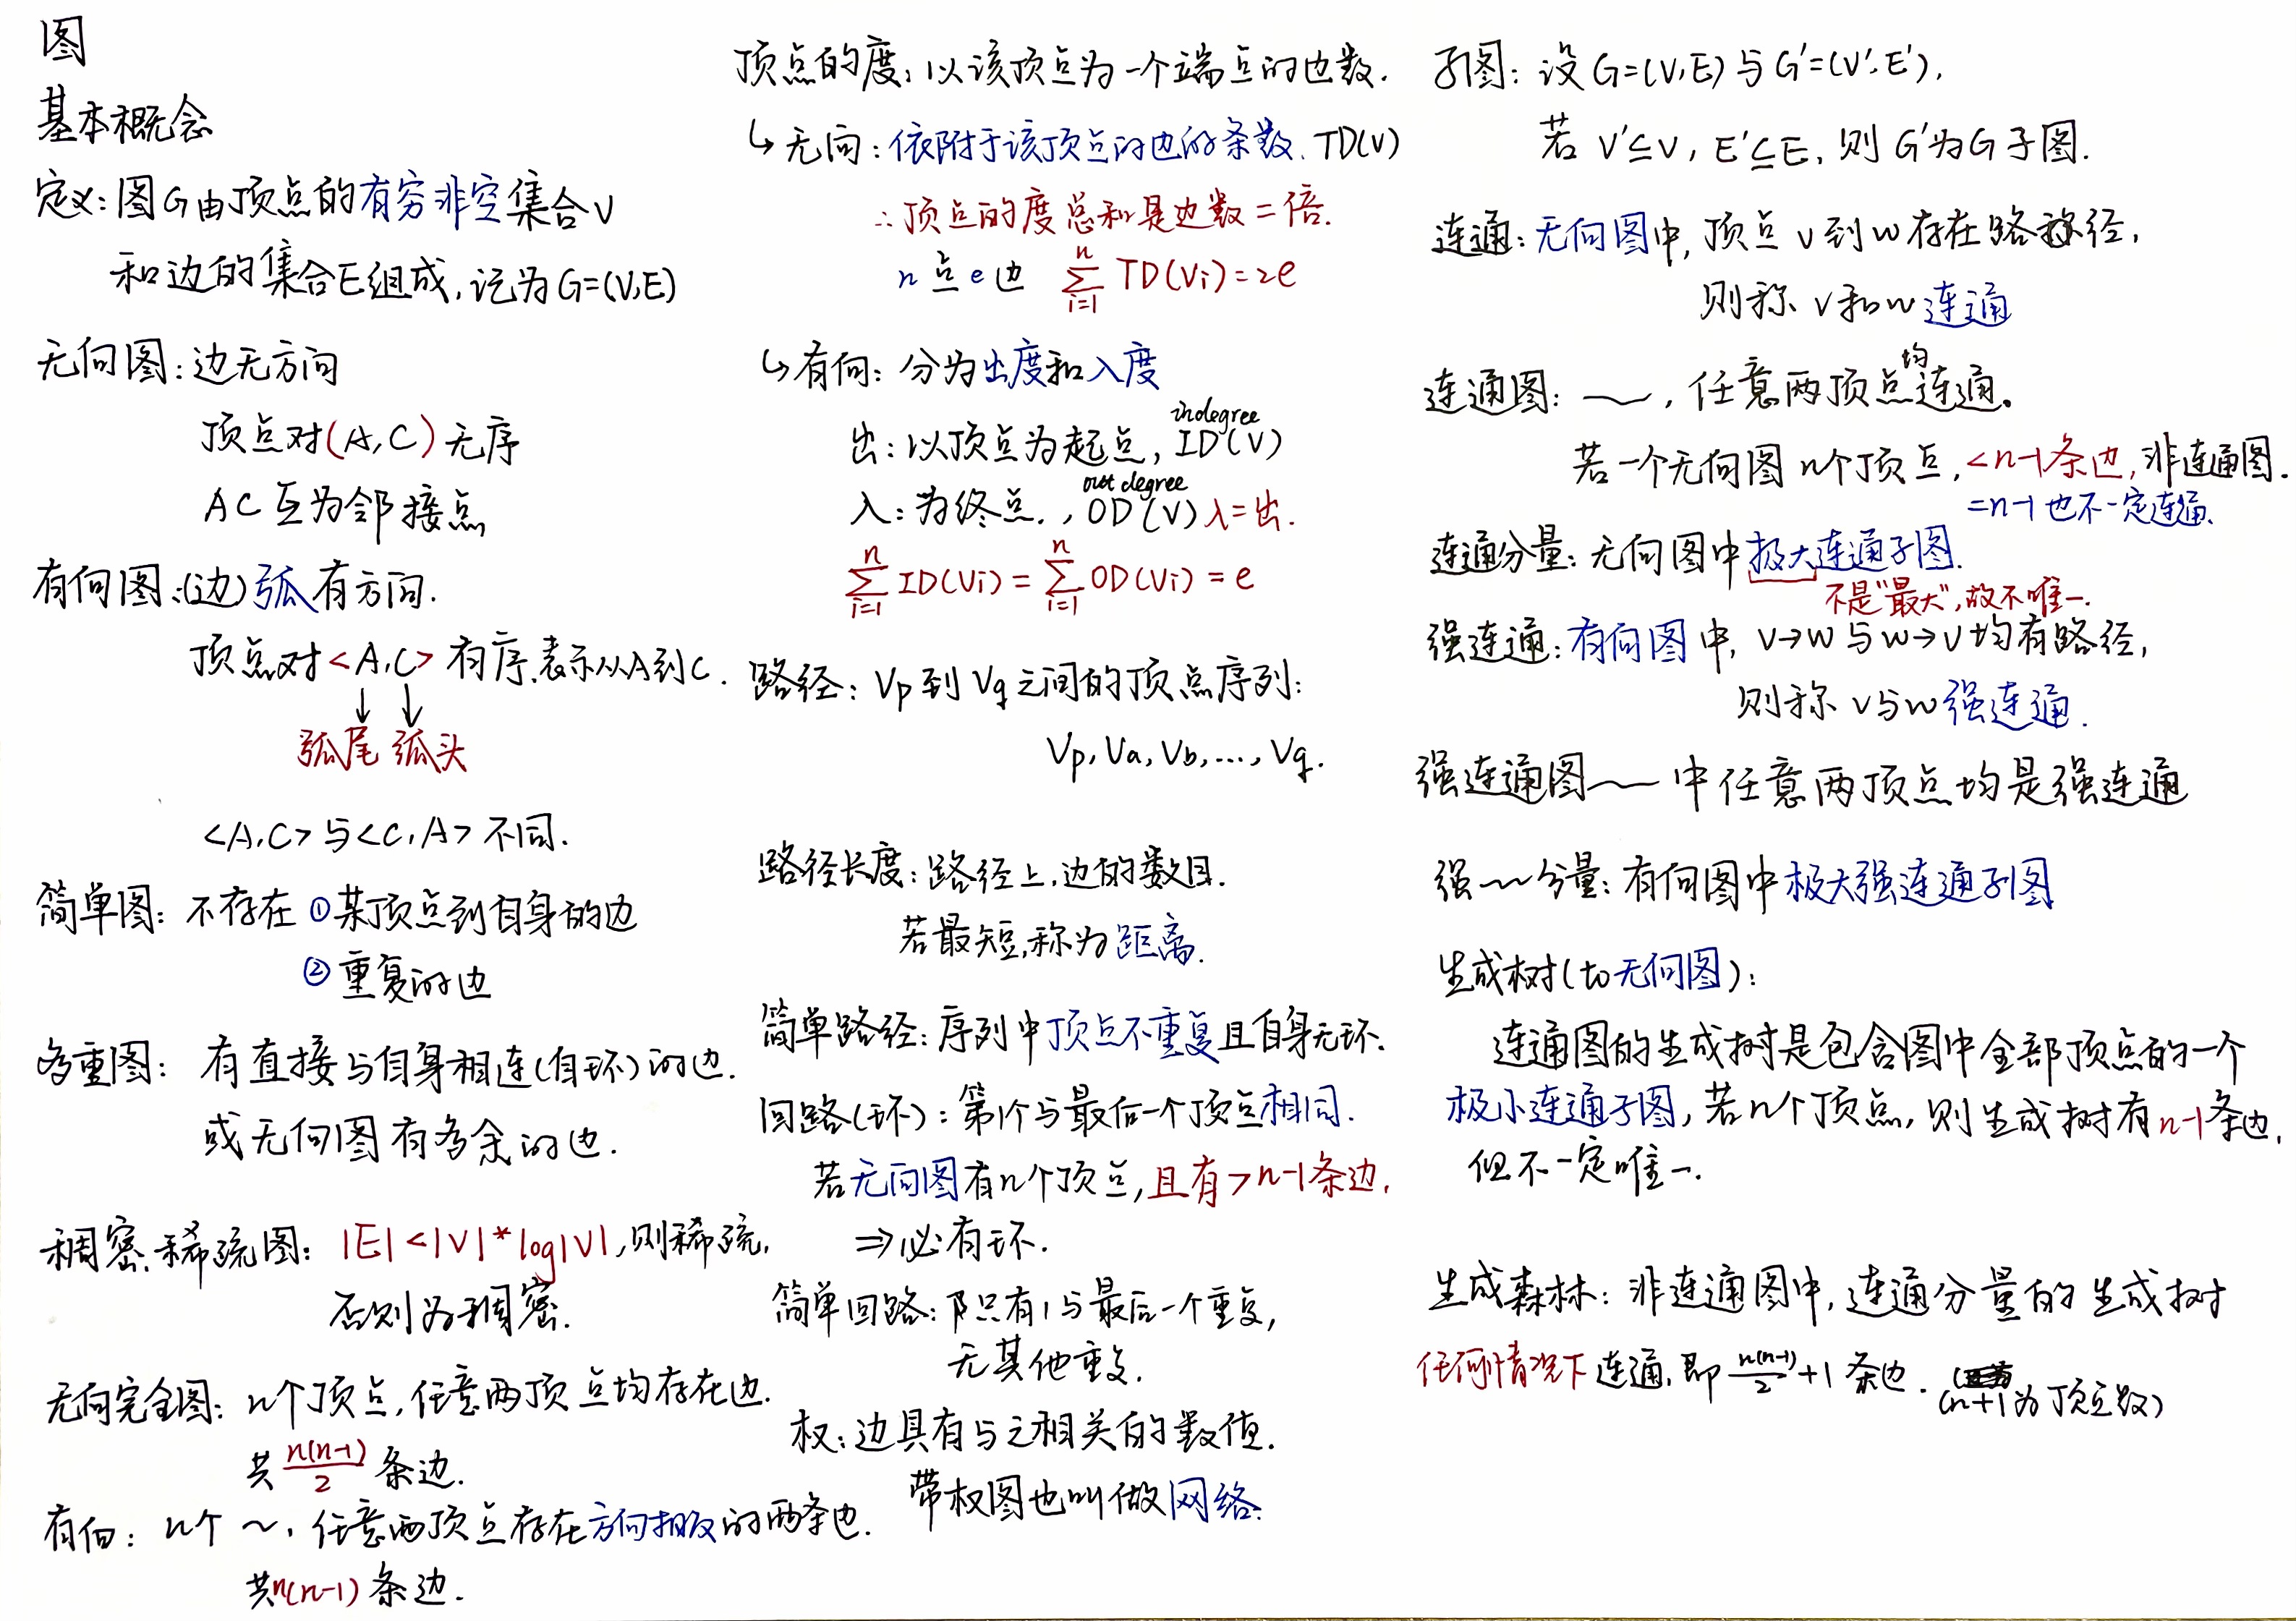 图
基本概念
定义:图G由顶点的有穷非空集合V
和边的集合E组成,记为G=(V,E)
无向图:边无方向
顶点对(A,C)无序
AC互为邻接点
有向图:(边)弧有方向.
顶点对<A,C>有序,表示从A到C.
↓ ↓
弧尾 弧头
<A,C>与<C,A>不同.
简单图:不存在①某顶点到自身的边
②重复的边
多重图:有直接与自身相连(自环)的边.
或无向图有多余的边.
稠密.稀疏图:|E|<|V|*log|V|,则稀疏,
否则为稠密.
无向完全图:n个顶点,任意两顶点均存在边.
共n(n-1)/2条边.
有向:n个~,任意两顶点存在方向相反的两条边.
共n(n-1)条边.
顶点的度:以该顶点为一个端点的边数.
↳无向:依附于该顶点的边的条数.TD(V)
∴顶点的度总和是边数二倍.
n点e边 ∑_{i=1}^{n} TD(Vi)=2e
↳有向:分为出度和入度
indegree
出:以顶点为起点,ID(V)
out degree
入:为终点.,OD(V)入=出.
∑_{i=1}^{n} ID(Vi)=∑_{i=1}^{n} OD(Vi)=e
路径:Vp到Vq之间的顶点序列:
Vp,Va,Vb,...,Vq.
路径长度:路径上,边的数目.
若最短,称为距离.
简单路径:序列中顶点不重复且自身无环.
回路(环):第1个与最后一个顶点相同.
若无向图有n个顶点,且有>n-1条边,
⇒必有环.
简单回路:只有1与最后一个重复,
无其他重复.
权:边具有与之相关的数值.
带权图也叫做网络.
子图:设G=(V,E)与G'=(V',E'),
若V'⊆V,E'⊆E,则G'为G子图.
连通:无向图中,顶点v到w存在路径,
则称v和w连通
连通图:~,任意两顶点均连通。
若一个无向图n个顶点,<n-1条边,非连通图.
=n-1也不一定连通.
连通分量:无向图中极大连通子图.
不是"最大",故不唯一.
强连通:有向图中,v→w与w→v均有路径,
则称v与w强连通.
强连通图~中任意两顶点均是强连通
强~分量:有向图中极大强连通子图
生成树(to无向图):
连通图的生成树是包含图中全部顶点的一个
极小连通子图,若n个顶点,则生成树有n-1条边,
但不一定唯一.
生成森林:非连通图中,连通分量的生成树
任何情况下连通,即n(n-1)/2+1条边.(n+1为顶点数)